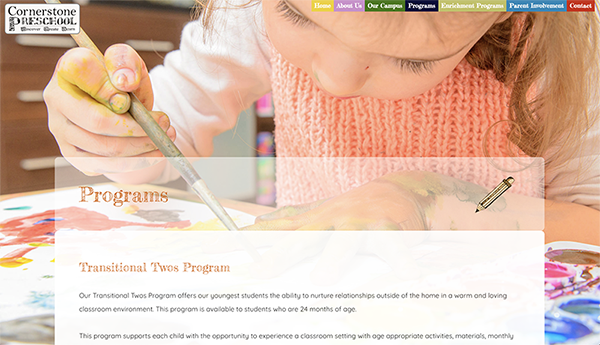 Cornerstone
PRESCHOOL
Discover Create Learn
Home About Us Our Campus Programs Enrichment Programs Parent Involvement Contact
Programs
Transitional Twos Program
Our Transitional Twos Program offers our youngest students the ability to nurture relationships outside of the home in a warm and loving
classroom environment. This program is available to students who are 24 months of age.
This program supports each child with the opportunity to experience a classroom setting with age appropriate activities, materials, monthly